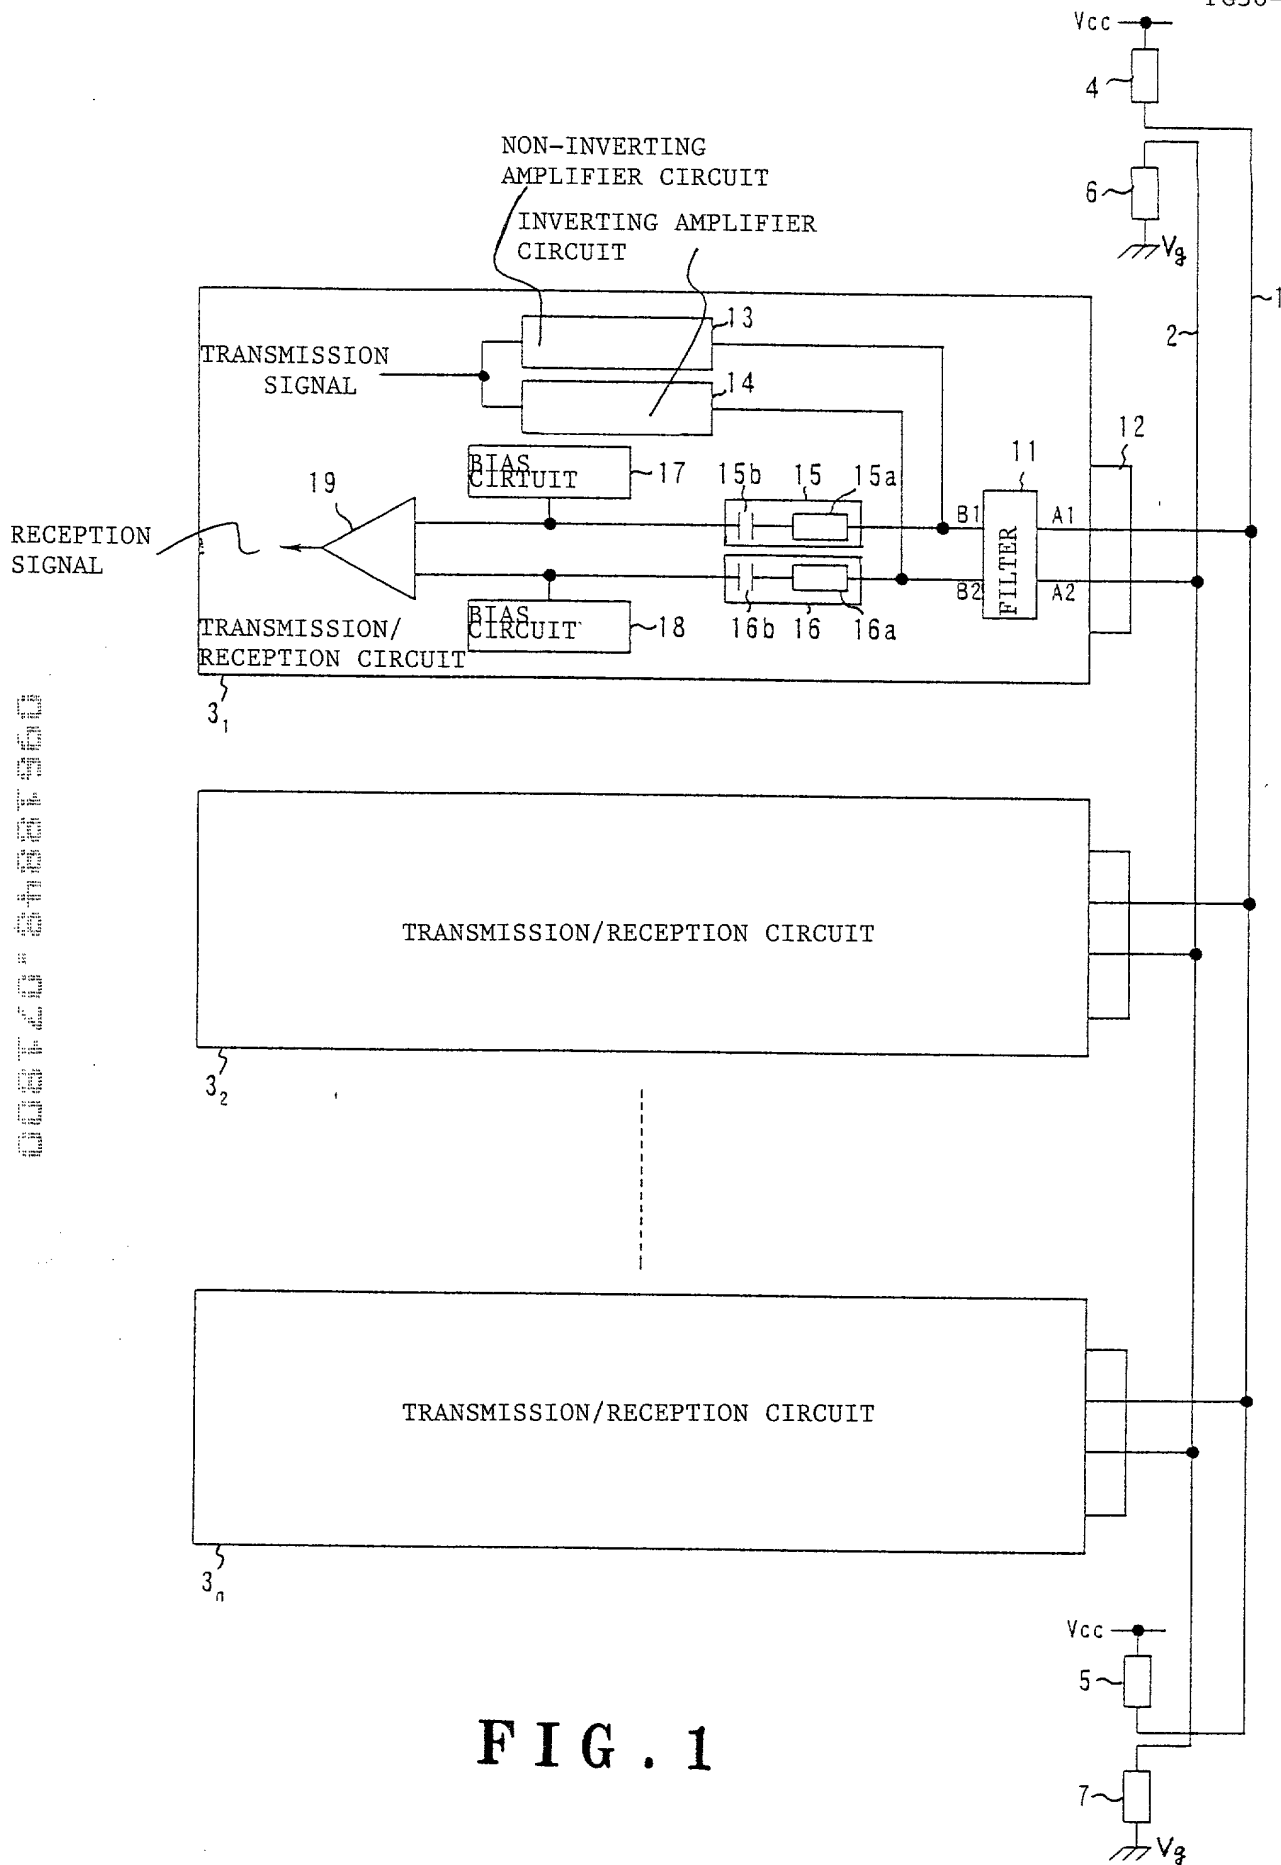 Vcc
4
NON-INVERTING
AMPLIFIER CIRCUIT
6
INVERTING AMPLIFIER
CIRCUIT
Vg
1
2
13
TRANSMISSION
SIGNAL
14
12
BIAS
CIRTUIT
17
15b 15 15a
11
19
B1
A1
RECEPTION
SIGNAL
FILTER
B2
A2
BIAS
CIRCUIT
18
16b 16 16a
TRANSMISSION/
RECEPTION CIRCUIT
3₁
TRANSMISSION/RECEPTION CIRCUIT
3₂
TRANSMISSION/RECEPTION CIRCUIT
3ₙ
Vcc
5
FIG.1
7
Vg